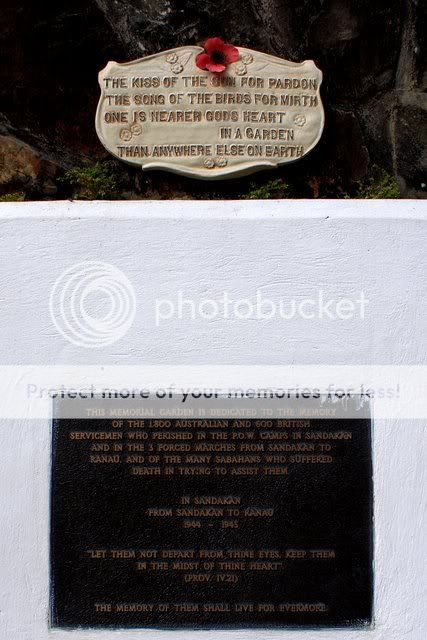 THE KISS OF THE SUN FOR PARDON
THE SONG OF THE BIRDS FOR MIRTH
ONE IS NEARER GODS HEART
IN A GARDEN
THAN ANYWHERE ELSE ON EARTH
photobucket
Protect more of your memories for less!
THIS MEMORIAL GARDEN IS DEDICATED TO THE MEMORY
OF THE 1,800 AUSTRALIAN AND 600 BRITISH
SERVICEMEN WHO PERISHED IN THE P.O.W. CAMPS IN SANDAKAN
AND IN THE 3 FORCED MARCHES FROM SANDAKAN TO
RANAU, AND OF THE MANY SABAHANS WHO SUFFERED
DEATH IN TRYING TO ASSIST THEM.
IN SANDAKAN
FROM SANDAKAN TO RANAU
1944 - 1945
"LET THEM NOT DEPART FROM THINE EYES, KEEP THEM
IN THE MIDST OF THINE HEART".
(PROV. IV.21)
THE MEMORY OF THEM SHALL LIVE FOR EVERMORE